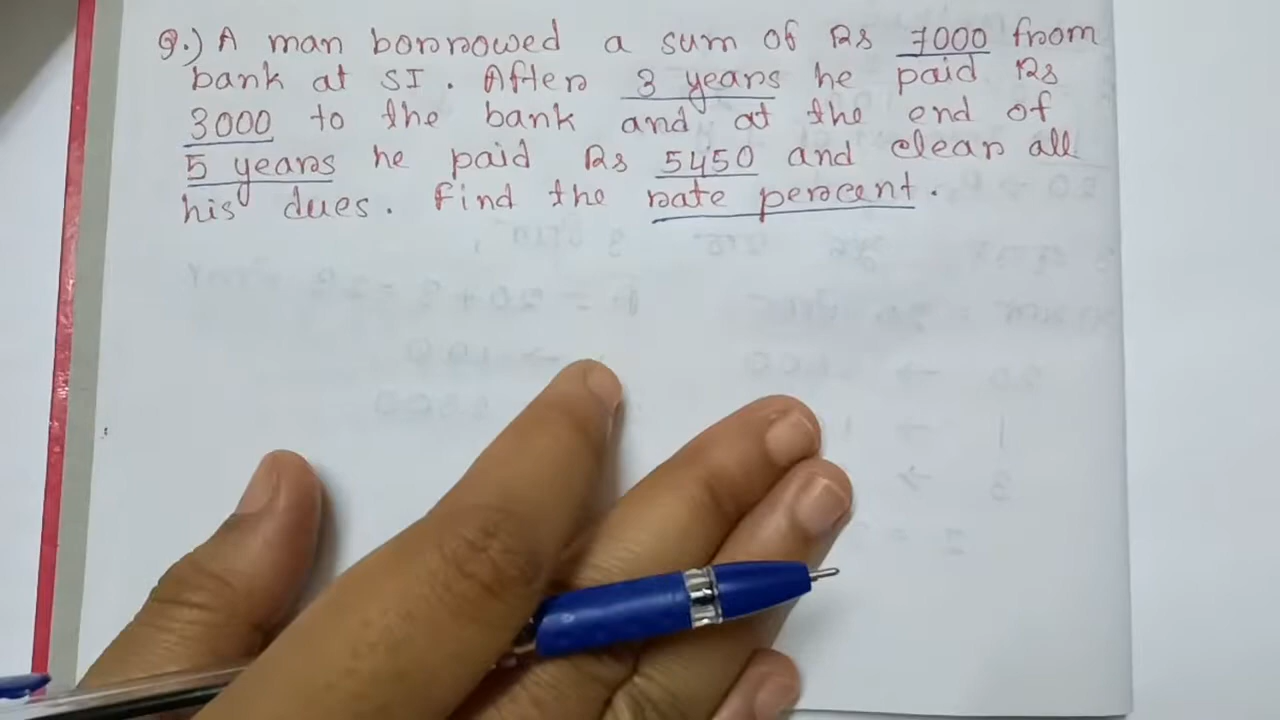 Q.) A man borrowed a sum of Rs 7000 from
bank at SI. After 3 years he paid Rs
3000 to the bank and at the end of
5 years he paid Rs 5450 and clear all
his dues. Find the rate percent.